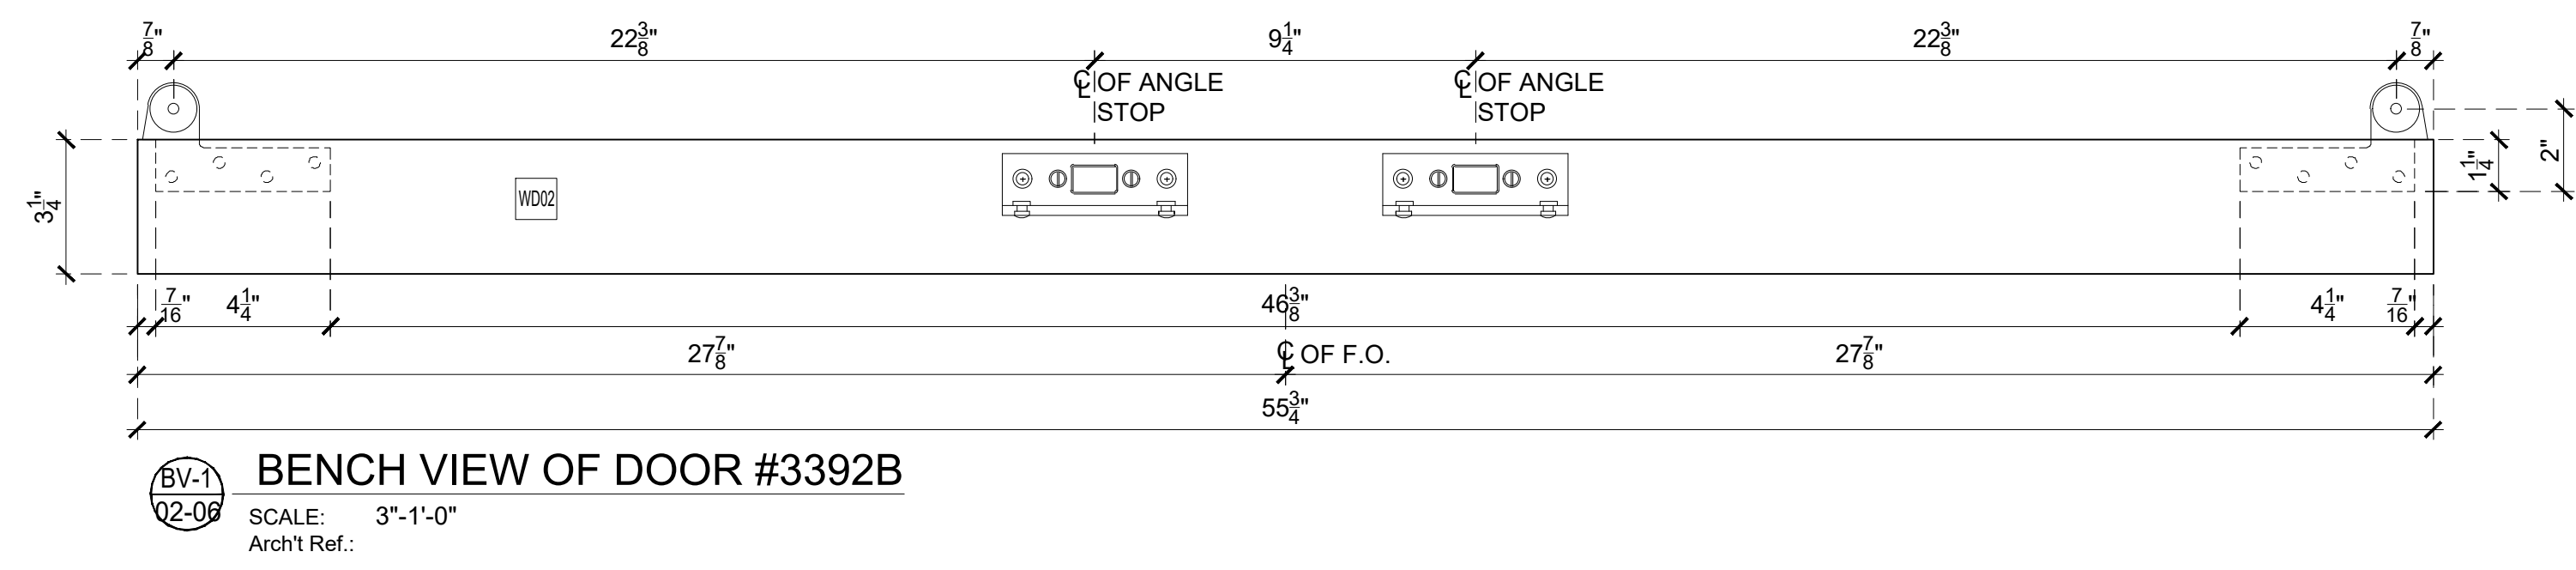 7/8" 22 3/8" 9 1/4" 22 3/8" 7/8"
℄ OF ANGLE STOP
℄ OF ANGLE STOP
3 1/4"
WD02
1 1/4"
2"
7/16" 4 1/4" 46 3/8" 4 1/4" 7/16"
27 7/8" ℄ OF F.O. 27 7/8"
55 3/4"
BV-1
02-06
BENCH VIEW OF DOOR #3392B
SCALE: 3"-1'-0"
Arch't Ref.: